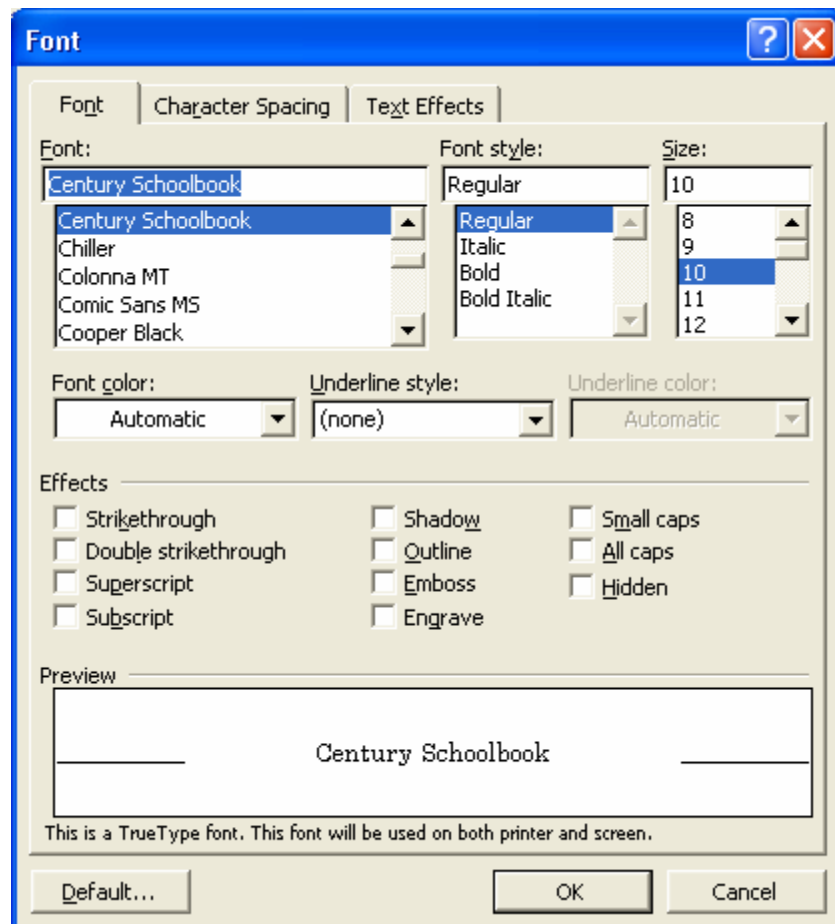 Font
Font Character Spacing Text Effects
Font: Font style: Size:
Century Schoolbook Regular 10
Century Schoolbook Regular 8
Chiller Italic 9
Colonna MT Bold 10
Comic Sans MS Bold Italic 11
Cooper Black 12
Font color: Underline style: Underline color:
Automatic (none) Automatic
Effects
Strikethrough Shadow Small caps
Double strikethrough Outline All caps
Superscript Emboss Hidden
Subscript Engrave
Preview
Century Schoolbook
This is a TrueType font. This font will be used on both printer and screen.
Default... OK Cancel